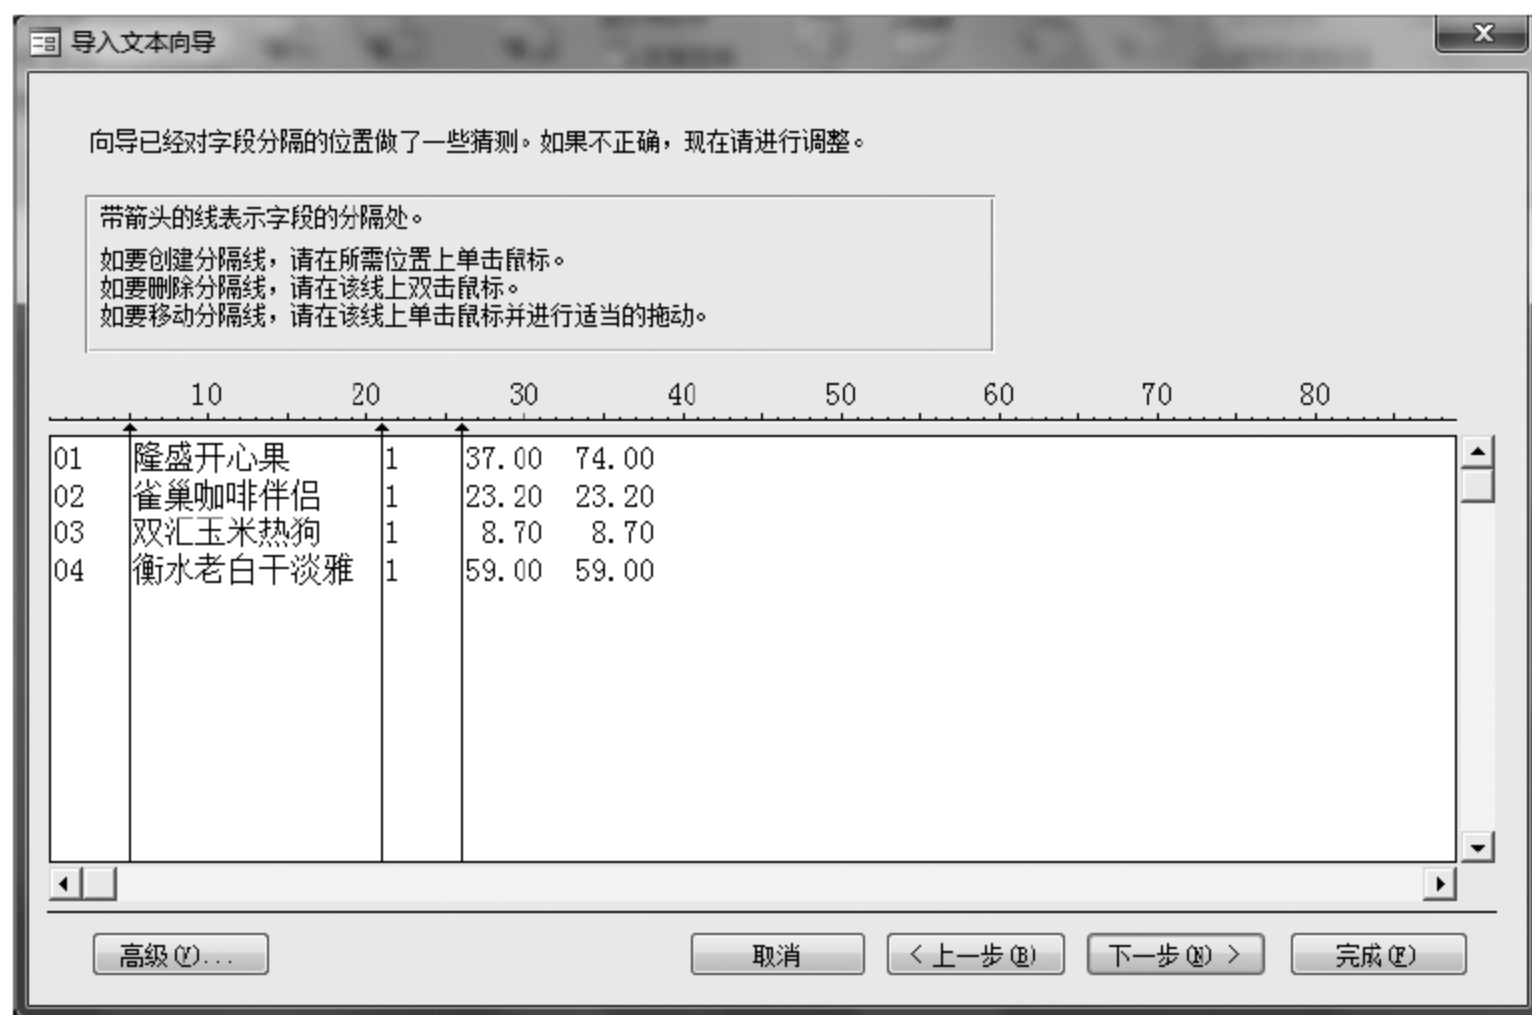 导入文本向导
x
向导已经对字段分隔的位置做了一些猜测。如果不正确，现在请进行调整。
带箭头的线表示字段的分隔处。
如要创建分隔线，请在所需位置上单击鼠标。
如要删除分隔线，请在该线上双击鼠标。
如要移动分隔线，请在该线上单击鼠标并进行适当的拖动。
10 20 30 40 50 60 70 80
01 隆盛开心果 1 37.00 74.00
02 雀巢咖啡伴侣 1 23.20 23.20
03 双汇玉米热狗 1 8.70 8.70
04 衡水老白干淡雅 1 59.00 59.00
高级(V)... 取消 < 上一步(B) 下一步(N) > 完成(F)